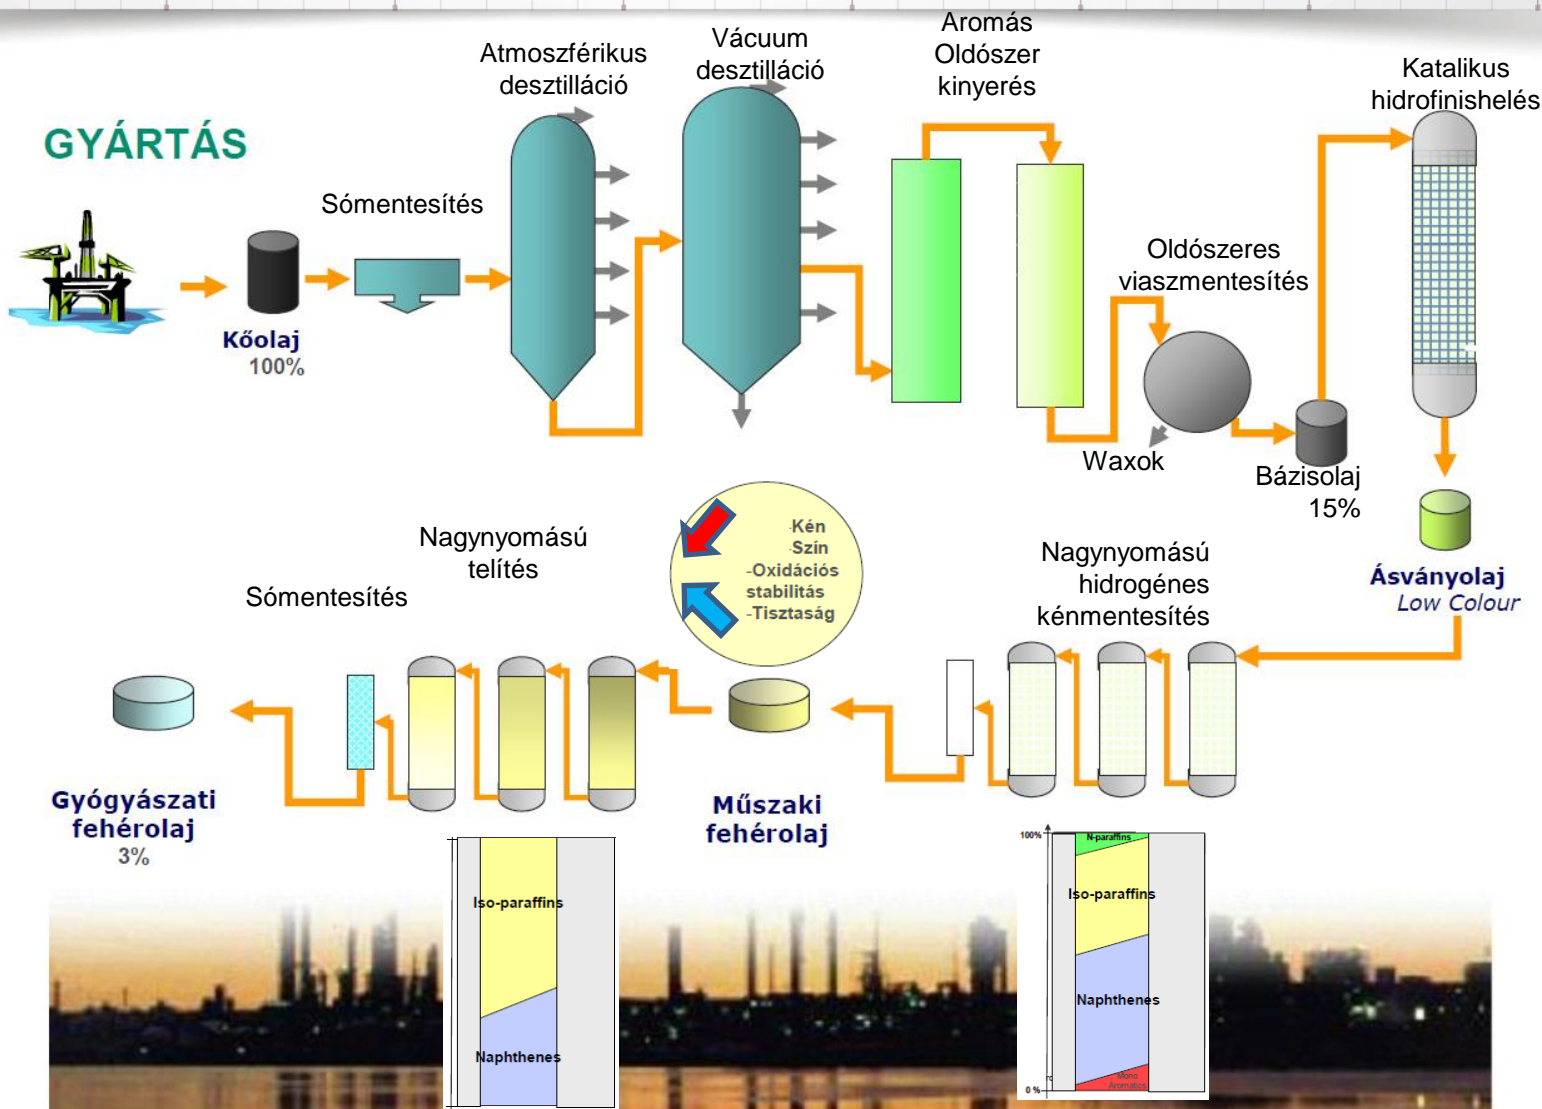 Atmoszférikus
desztilláció
Vácuum
desztilláció
Aromás
Oldószer
kinyerés
Katalikus
hidrofinishelés
GYÁRTÁS
Sómentesítés
Oldószeres
viaszmentesítés
Kőolaj
100%
Waxok
Bázisolaj
15%
Nagynyomású
telítés
-Kén
-Szín
-Oxidációs
stabilitás
-Tisztaság
Nagynyomású
hidrogénes
kénmentesítés
Ásványolaj
Low Colour
Sómentesítés
Gyógyászati
fehérolaj
3%
Műszaki
fehérolaj
Iso-paraffins
Naphthenes
100%
N-paraffins
Iso-paraffins
Naphthenes
Mono
Aromatics
0 %